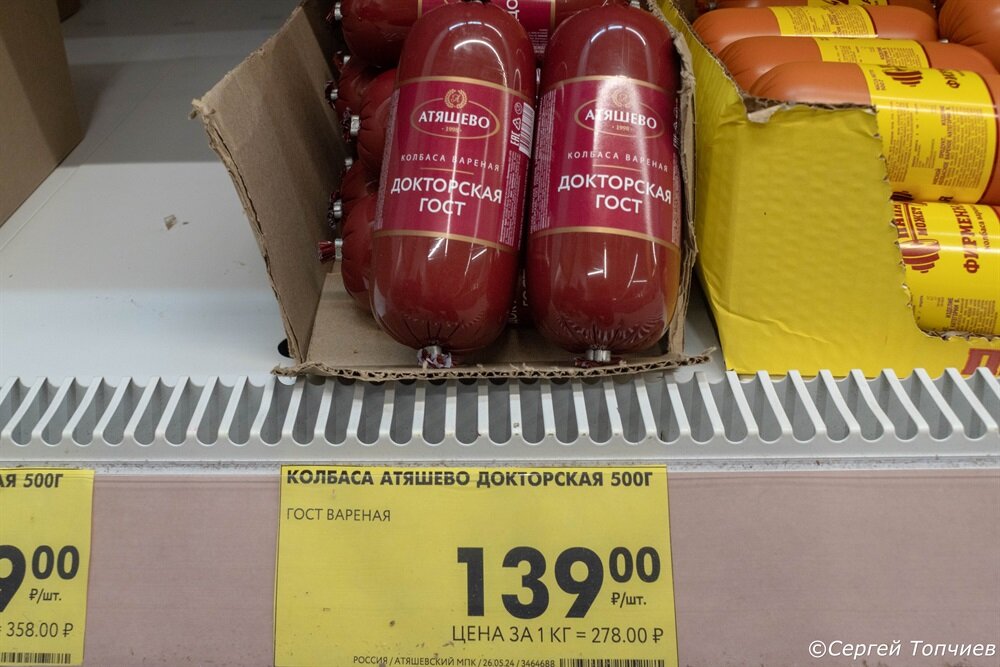 АТЯШЕВО
· 1998 ·
КОЛБАСА ВАРЕНАЯ
ДОКТОРСКАЯ
ГОСТ
АТЯШЕВО
· 1998 ·
КОЛБАСА ВАРЕНАЯ
ДОКТОРСКАЯ
ГОСТ
МОЖЕТ
ФИРМЕНН
АЯ 500Г
9 00
₽/шт.
= 358.00 ₽
КОЛБАСА АТЯШЕВО ДОКТОРСКАЯ 500Г
ГОСТ ВАРЕНАЯ
139 00
₽/шт.
ЦЕНА ЗА 1 КГ = 278.00 ₽
РОССИЯ / АТЯШЕВСКИЙ МПК / 26.05.24 / 3464688
©Сергей Топчиев